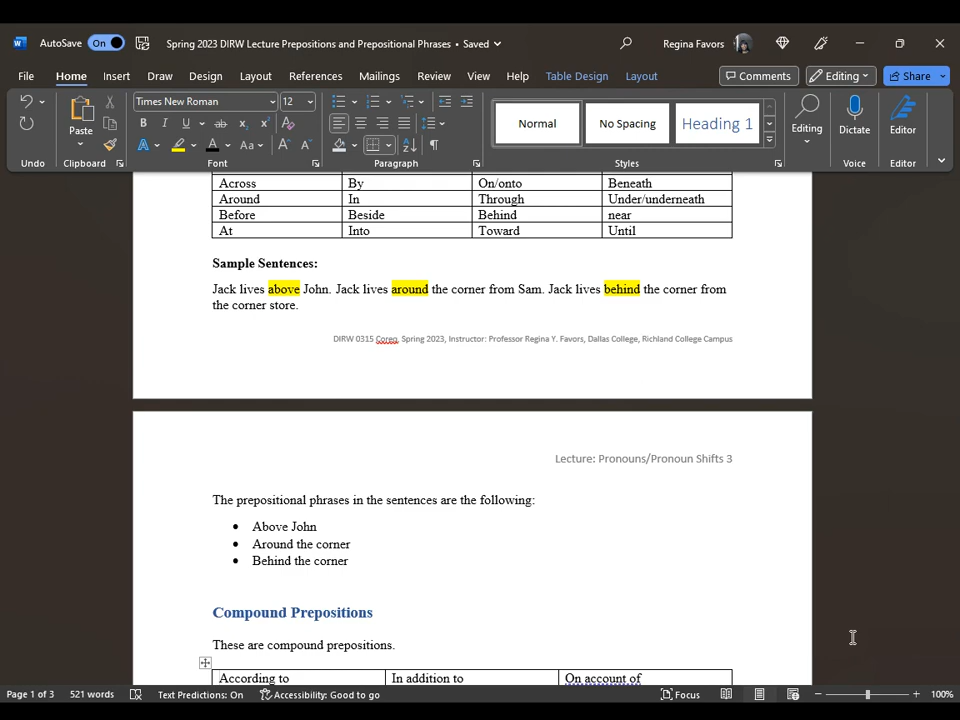 AutoSave On Spring 2023 DIRW Lecture Prepositions and Prepositional Phrases • Saved Regina Favors
File Home Insert Draw Design Layout References Mailings Review View Help Table Design Layout Comments Editing Share
Times New Roman 12
Paste
Normal No Spacing Heading 1
Editing Dictate Editor
Undo Clipboard Font Paragraph Styles Voice Editor
Across By On/onto Beneath
Around In Through Under/underneath
Before Beside Behind near
At Into Toward Until
Sample Sentences:
Jack lives above John. Jack lives around the corner from Sam. Jack lives behind the corner from
the corner store.
DIRW 0315 Coreq, Spring 2023, Instructor: Professor Regina Y. Favors, Dallas College, Richland College Campus
Lecture: Pronouns/Pronoun Shifts 3
The prepositional phrases in the sentences are the following:
• Above John
• Around the corner
• Behind the corner
Compound Prepositions
These are compound prepositions.
According to In addition to On account of
Page 1 of 3 521 words Text Predictions: On Accessibility: Good to go Focus 100%